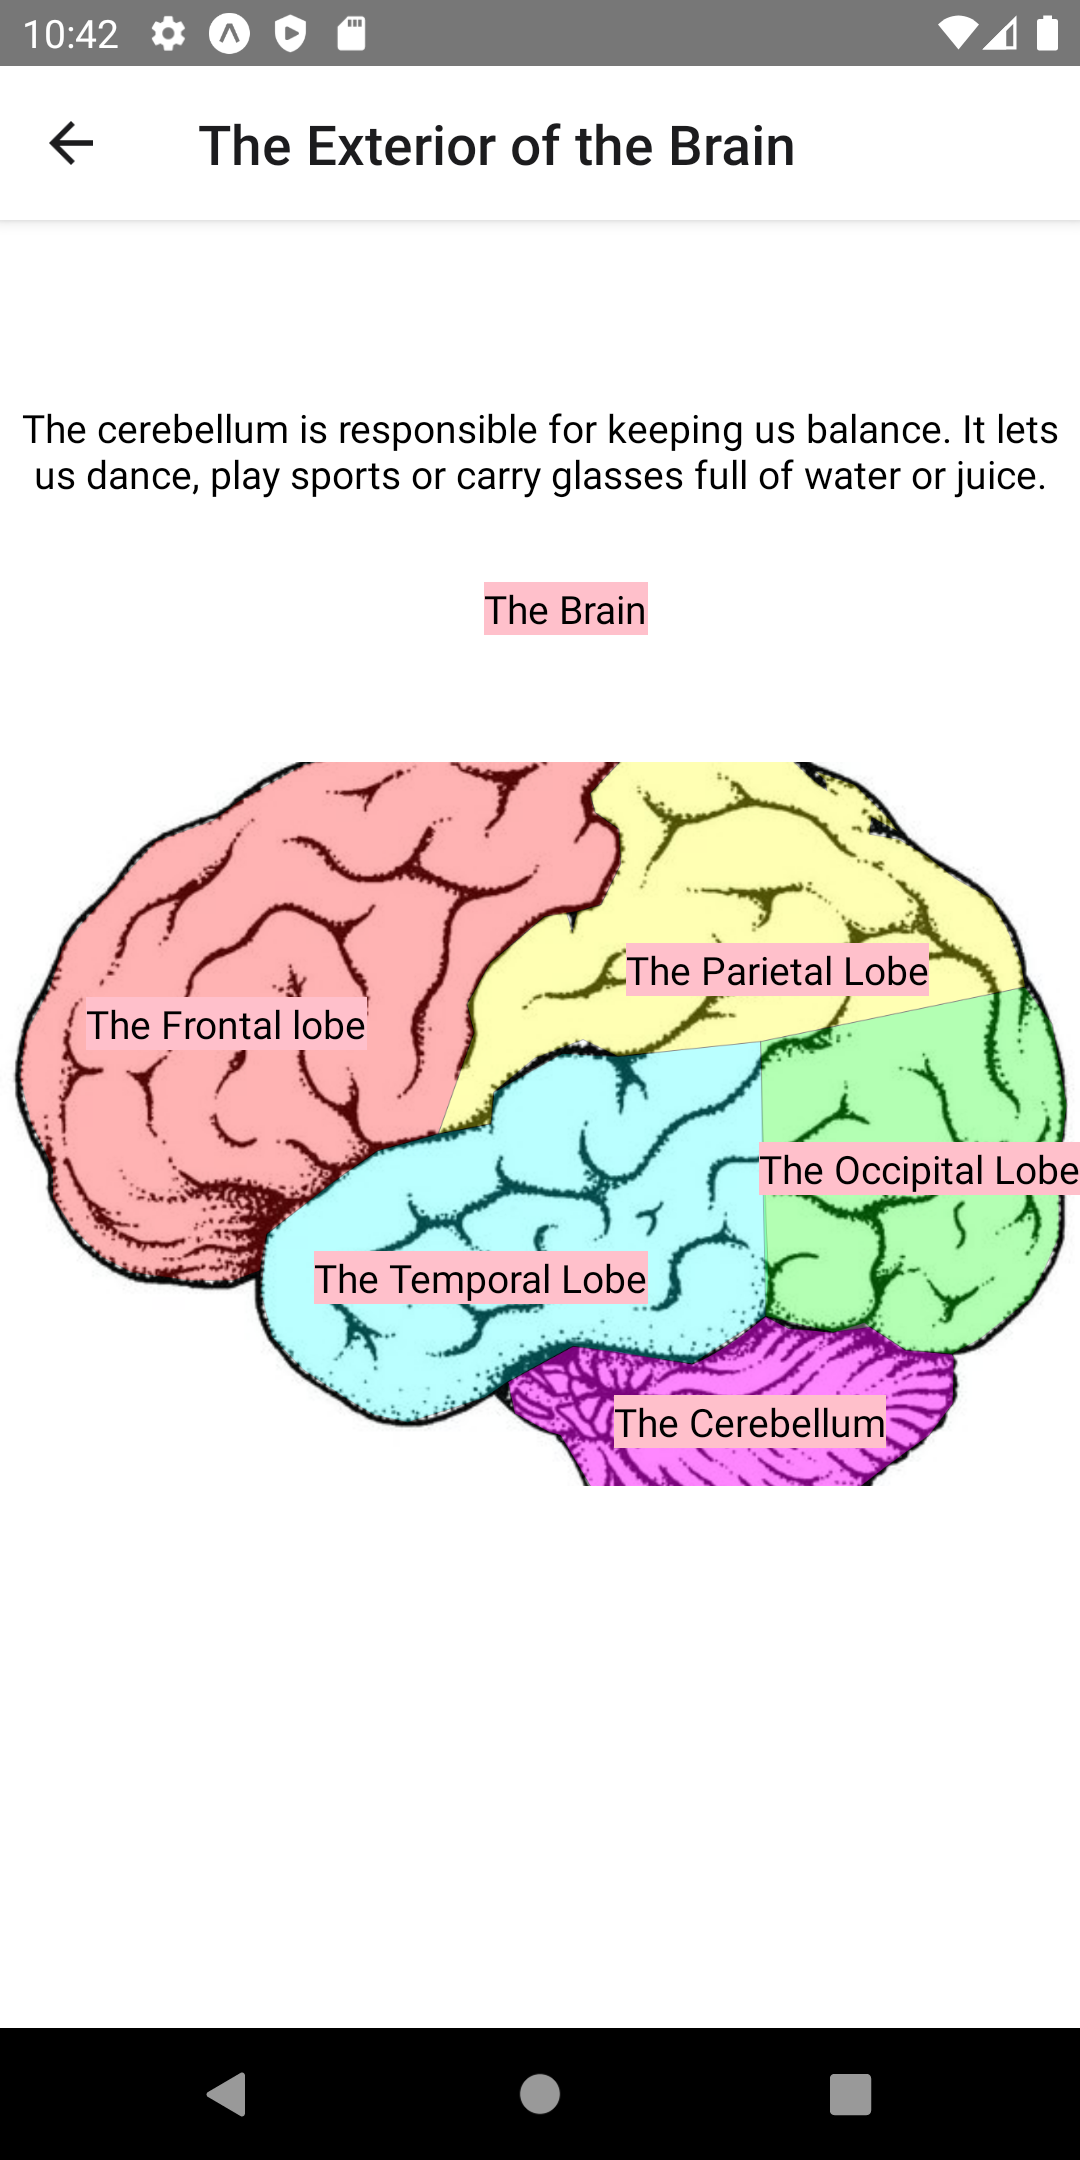 10:42
The Exterior of the Brain
The cerebellum is responsible for keeping us balance. It lets
us dance, play sports or carry glasses full of water or juice.
The Brain
The Parietal Lobe
The Frontal lobe
The Occipital Lobe
The Temporal Lobe
The Cerebellum